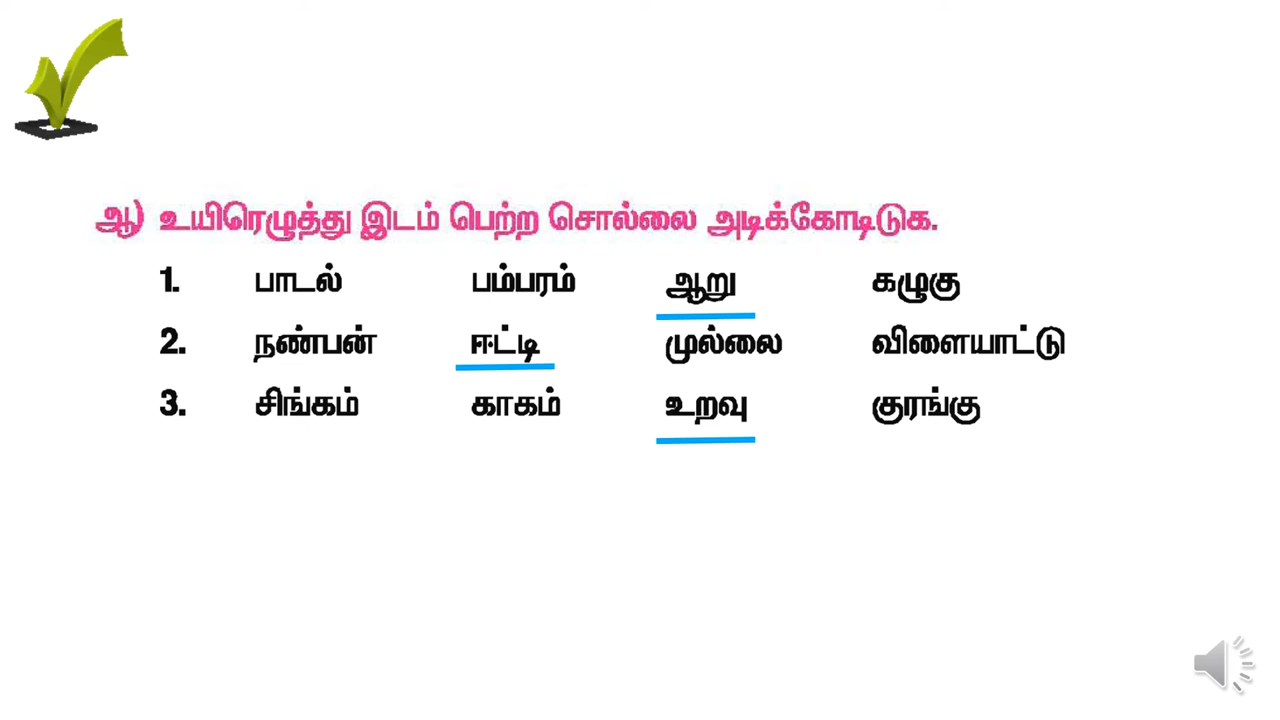 ஆ) உயிரெழுத்து இடம் பெற்ற சொல்லை அடிக்கோடிடுக.
1. பாடல் பம்பரம் ஆறு கழுகு
2. நண்பன் ஈட்டி முல்லை விளையாட்டு
3. சிங்கம் காகம் உறவு குரங்கு